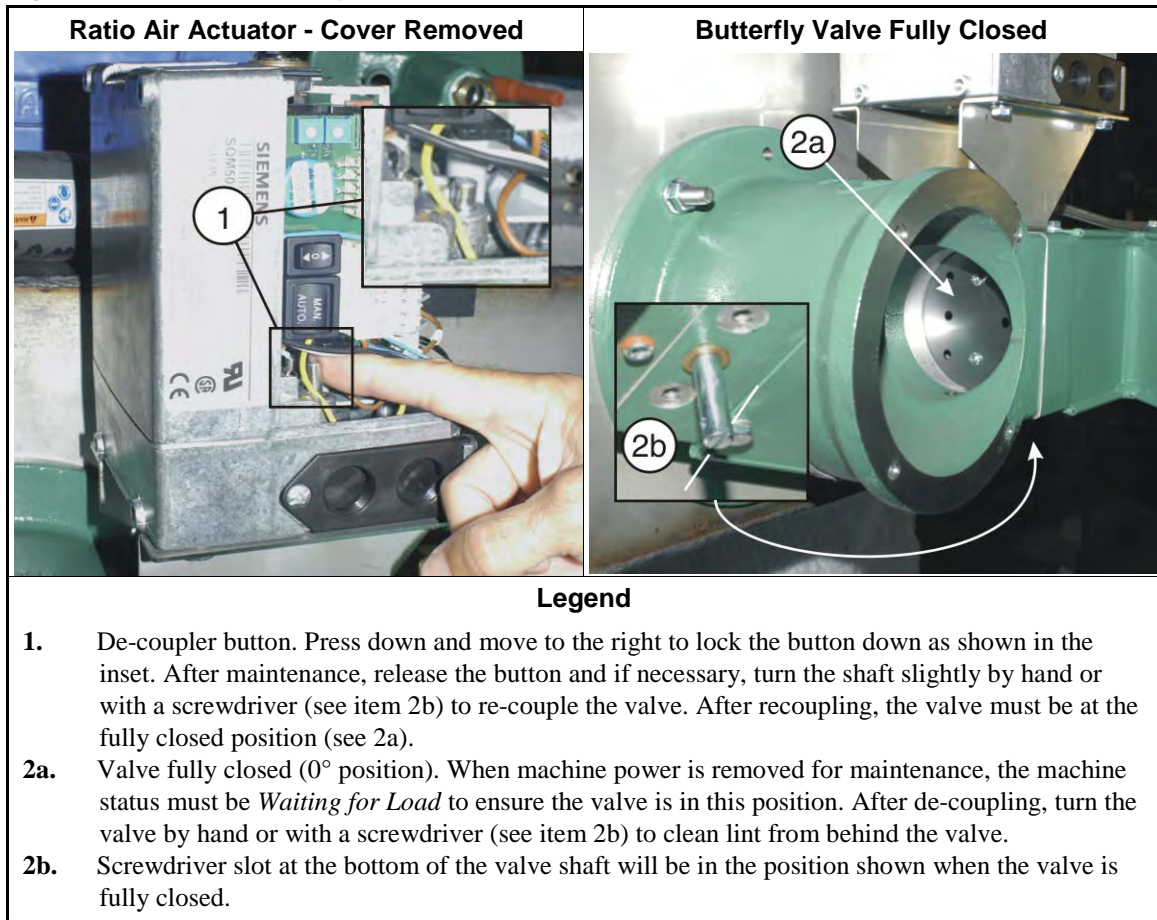 Ratio Air Actuator - Cover Removed
Butterfly Valve Fully Closed
SIEMENS
SQM50
1
MAN.
AUTO.
2a
2b
Legend
1. De-coupler button. Press down and move to the right to lock the button down as shown in the
inset. After maintenance, release the button and if necessary, turn the shaft slightly by hand or
with a screwdriver (see item 2b) to re-couple the valve. After recoupling, the valve must be at the
fully closed position (see 2a).
2a. Valve fully closed (0° position). When machine power is removed for maintenance, the machine
status must be Waiting for Load to ensure the valve is in this position. After de-coupling, turn the
valve by hand or with a screwdriver (see item 2b) to clean lint from behind the valve.
2b. Screwdriver slot at the bottom of the valve shaft will be in the position shown when the valve is
fully closed.